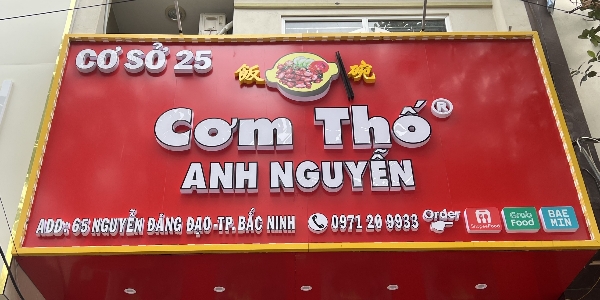 CƠ SỞ 25
飯 碗
Cơm Thố ®
ANH NGUYỄN
ADD: 65 NGUYỄN ĐĂNG ĐẠO-TP. BẮC NINH 0971 20 9933 Order
ShopeeFood
Grab
Food
BAE
MIN